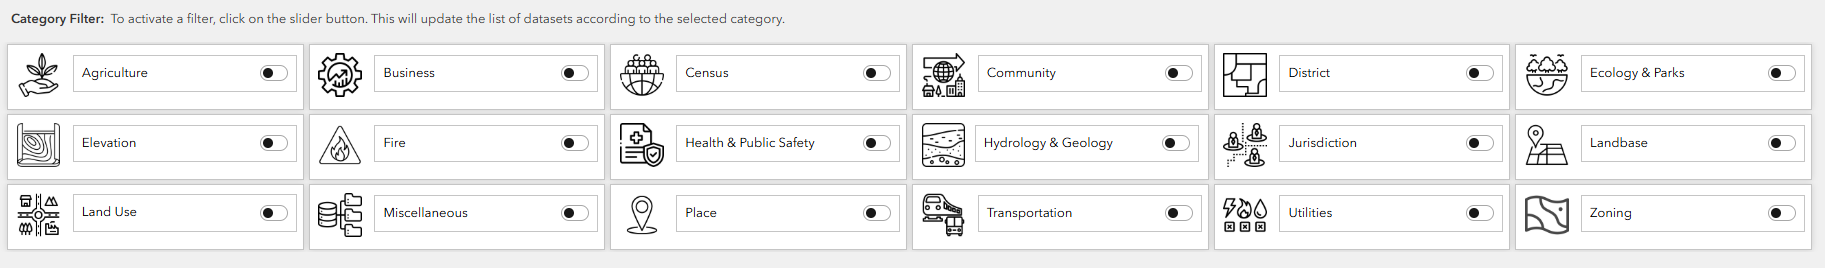 Category Filter: To activate a filter, click on the slider button. This will update the list of datasets according to the selected category.
Agriculture
Business
Census
Community
District
Ecology & Parks
Elevation
Fire
Health & Public Safety
Hydrology & Geology
Jurisdiction
Landbase
Land Use
Miscellaneous
Place
Transportation
Utilities
Zoning